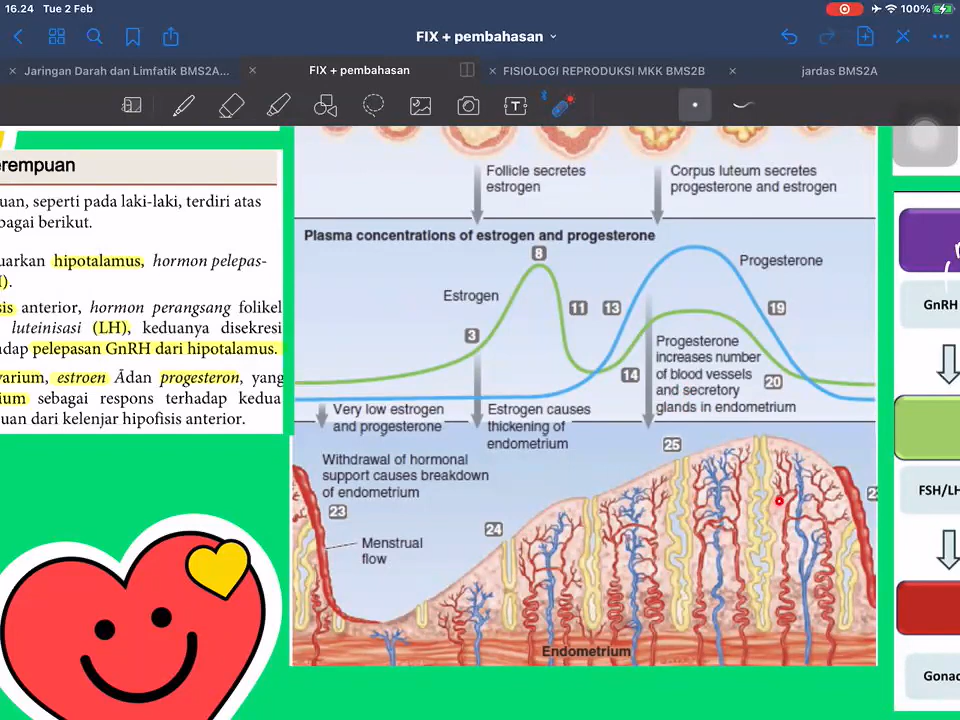 16.24 Tue 2 Feb
100%
FIX + pembahasan
Jaringan Darah dan Limfatik BMS2A...
FIX + pembahasan
FISIOLOGI REPRODUKSI MKK BMS2B
jardas BMS2A
erempuan
uan, seperti pada laki-laki, terdiri atas
bagai berikut.
uarkan hipotalamus, hormon pelepas-
I).
sis anterior, hormon perangsang folikel
luteinisasi (LH), keduanya disekresi
adap pelepasan GnRH dari hipotalamus.
varium, estroen Ādan progesteron, yang
ium sebagai respons terhadap kedua
uan dari kelenjar hipofisis anterior.
Follicle secretes
estrogen
Corpus luteum secretes
progesterone and estrogen
Plasma concentrations of estrogen and progesterone
8
Progesterone
Estrogen
11
13
19
3
Progesterone
increases number
of blood vessels
and secretory
glands in endometrium
14
20
Very low estrogen
and progesterone
Estrogen causes
thickening of
endometrium
25
Withdrawal of hormonal
support causes breakdown
of endometrium
23
24
Menstrual
flow
Endometrium
GnRH
FSH/LH
Gonad